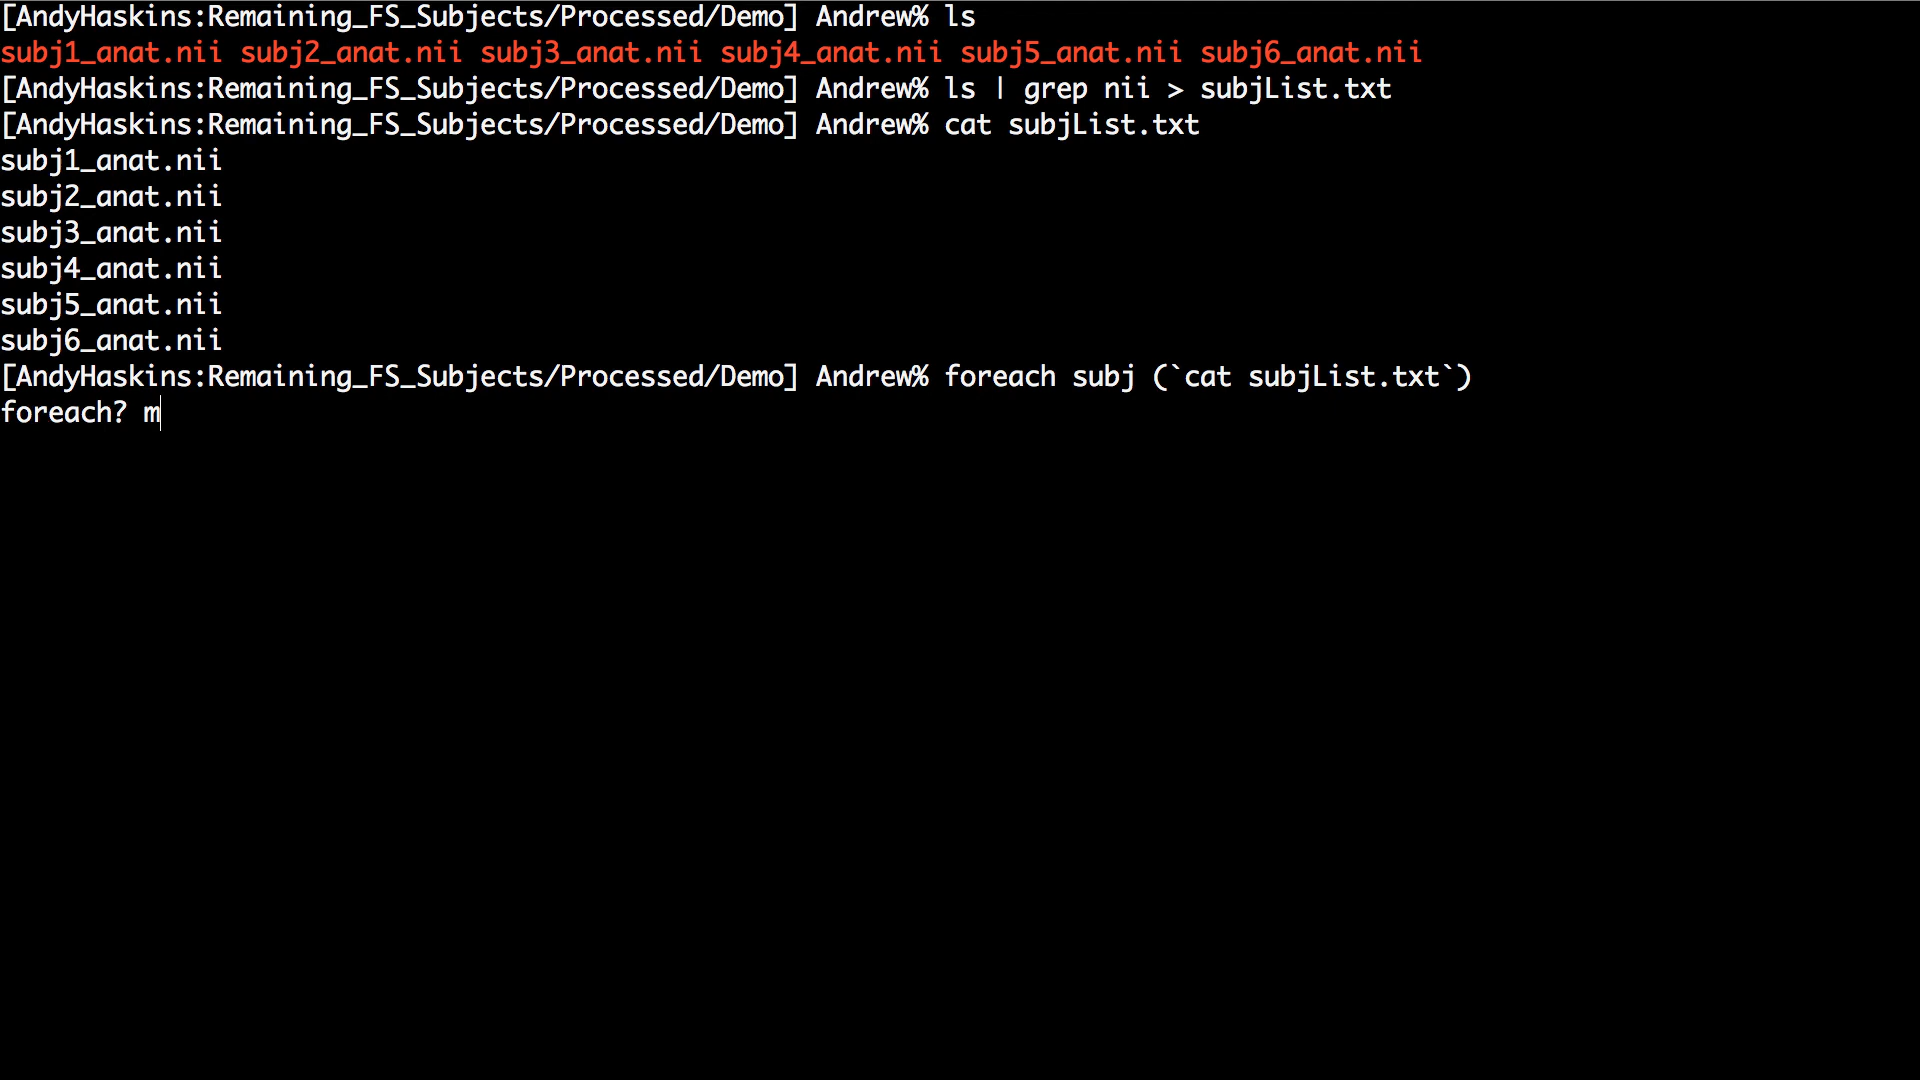 [AndyHaskins:Remaining_FS_Subjects/Processed/Demo] Andrew% ls
subj1_anat.nii subj2_anat.nii subj3_anat.nii subj4_anat.nii subj5_anat.nii subj6_anat.nii
[AndyHaskins:Remaining_FS_Subjects/Processed/Demo] Andrew% ls | grep nii > subjList.txt
[AndyHaskins:Remaining_FS_Subjects/Processed/Demo] Andrew% cat subjList.txt
subj1_anat.nii
subj2_anat.nii
subj3_anat.nii
subj4_anat.nii
subj5_anat.nii
subj6_anat.nii
[AndyHaskins:Remaining_FS_Subjects/Processed/Demo] Andrew% foreach subj (`cat subjList.txt`)
foreach? m